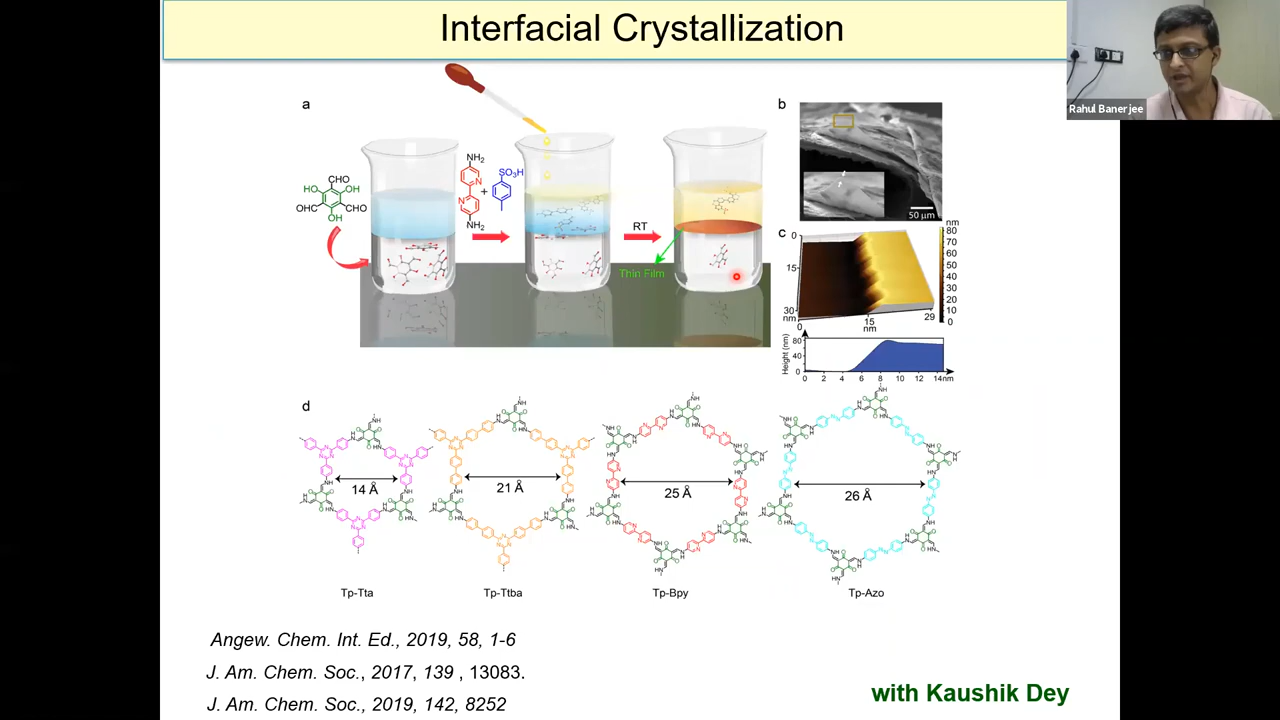 Interfacial Crystallization
Rahul Banerjee
a
b
CHO
HO
OH
OHC
CHO
OH
NH2
+
SO3H
NH2
RT
Thin Film
50 µm
c
nm
80
70
60
50
40
30
20
10
0
0
15
30
nm
0
15
nm
29
Height (nm)
80
40
0
0 2 4 6 8 10 12 14nm
d
14 Å
21 Å
25 Å
26 Å
Tp-Tta
Tp-Ttba
Tp-Bpy
Tp-Azo
Angew. Chem. Int. Ed., 2019, 58, 1-6
J. Am. Chem. Soc., 2017, 139 , 13083.
J. Am. Chem. Soc., 2019, 142, 8252
with Kaushik Dey